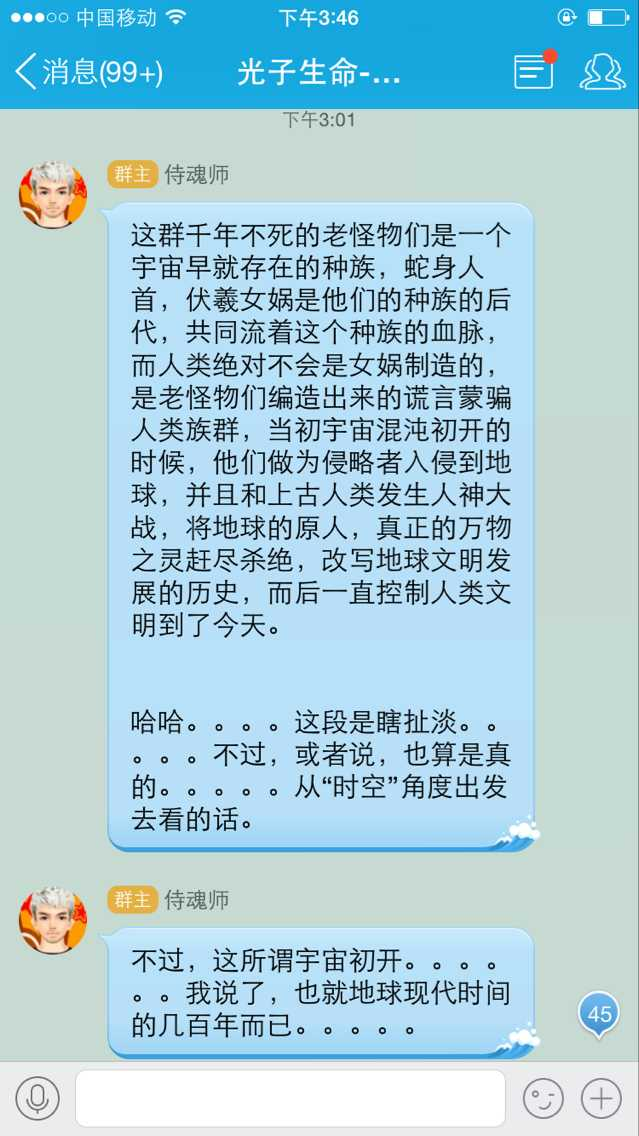 中国移动
下午3:46
消息(99+)
光子生命-...
下午3:01
群主 侍魂师
这群千年不死的老怪物们是一个
宇宙早就存在的种族，蛇身人
首，伏羲女娲是他们的种族的后
代，共同流着这个种族的血脉，
而人类绝对不会是女娲制造的，
是老怪物们编造出来的谎言蒙骗
人类族群，当初宇宙混沌初开的
时候，他们做为侵略者入侵到地
球，并且和上古人类发生人神大
战，将地球的原人，真正的万物
之灵赶尽杀绝，改写地球文明发
展的历史，而后一直控制人类文
明到了今天。
哈哈。。。。这段是瞎扯淡。。
。。。不过，或者说，也算是真
的。。。。。从“时空”角度出发
去看的话。
群主 侍魂师
不过，这所谓宇宙初开。。。。
。。我说了，也就地球现代时间
的几百年而已。。。。。
45